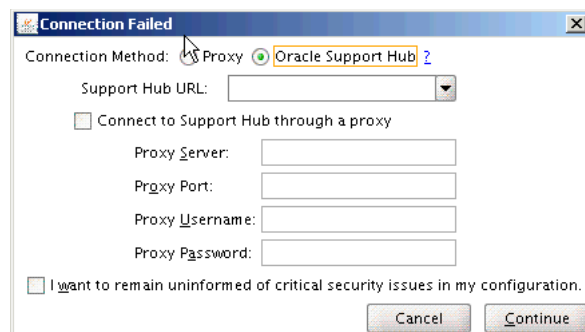 Connection Failed
Connection Method: Proxy Oracle Support Hub ?
Support Hub URL:
Connect to Support Hub through a proxy
Proxy Server:
Proxy Port:
Proxy Username:
Proxy Password:
I want to remain uninformed of critical security issues in my configuration.
Cancel Continue